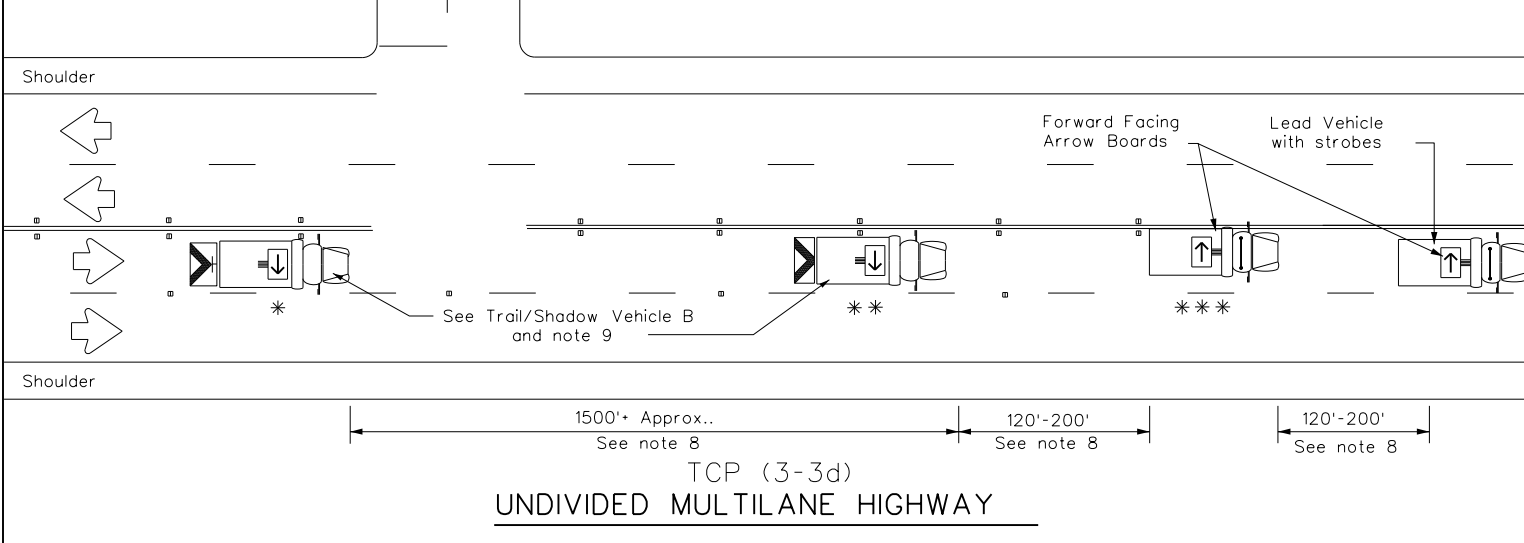 Shoulder
Forward Facing
Arrow Boards
Lead Vehicle
with strobes
*
**
***
See Trail/Shadow Vehicle B
and note 9
Shoulder
1500'+ Approx..
See note 8
120'-200'
See note 8
120'-200'
See note 8
TCP (3-3d)
UNDIVIDED MULTILANE HIGHWAY